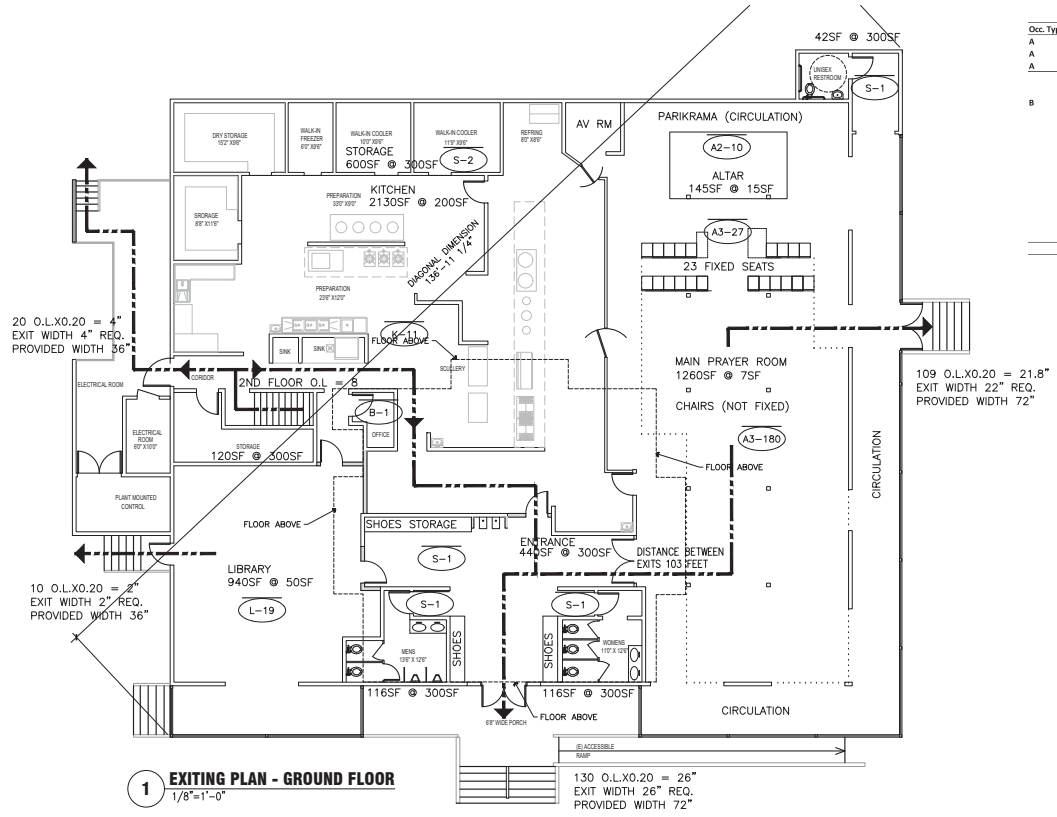 42SF @ 300SF
Occ. Typ
A
A
A
B
UNISEX
RESTROOM
S-1
DRY STORAGE
15'2" X9'6"
WALK-IN
FREEZER
6'0" X9'6"
WALK-IN COOLER
10'0" X9'6"
WALK-IN COOLER
11'9" X9'6"
STORAGE
600SF @ 300SF
S-2
REFRING
8'0" X8'6"
AV RM
PARIKRAMA (CIRCULATION)
A2-10
ALTAR
145SF @ 15SF
KITCHEN
2130SF @ 200SF
PREPARATION
33'0" X9'0"
SRORAGE
8'8" X11'6"
DIAGONAL DIMENSION
136'-11 1/4"
A3-27
23 FIXED SEATS
PREPARATION
23'6" X12'0"
K-11
FLOOR ABOVE
SINK
SINK
SCULLERY
20 O.L.X0.20 = 4"
EXIT WIDTH 4" REQ.
PROVIDED WIDTH 36"
MAIN PRAYER ROOM
1260SF @ 7SF
CHAIRS (NOT FIXED)
A3-180
109 O.L.X0.20 = 21.8"
EXIT WIDTH 22" REQ.
PROVIDED WIDTH 72"
ELECTRICAL ROOM
CORIDOR
2ND FLOOR O.L = 8
B-1
OFFICE
ELECTRICAL
ROOM
6'0" X10'0"
STORAGE
120SF @ 300SF
FLOOR ABOVE
CIRCULATION
PLANT MOUNTED
CONTROL
FLOOR ABOVE
SHOES STORAGE
ENTRANCE
440SF @ 300SF
S-1
DISTANCE BETWEEN
EXITS 103 FEET
LIBRARY
940SF @ 50SF
L-19
10 O.L.X0.20 = 2"
EXIT WIDTH 2" REQ.
PROVIDED WIDTH 36"
S-1
S-1
MENS
13'6" X 12'6"
SHOES
SHOES
WOMENS
11'0" X 12'6"
116SF @ 300SF
116SF @ 300SF
6'8" WIDE PORCH
FLOOR ABOVE
CIRCULATION
(E) ACCESSIBLE
RAMP
1
EXITING PLAN - GROUND FLOOR
1/8"=1'-0"
130 O.L.X0.20 = 26"
EXIT WIDTH 26" REQ.
PROVIDED WIDTH 72"